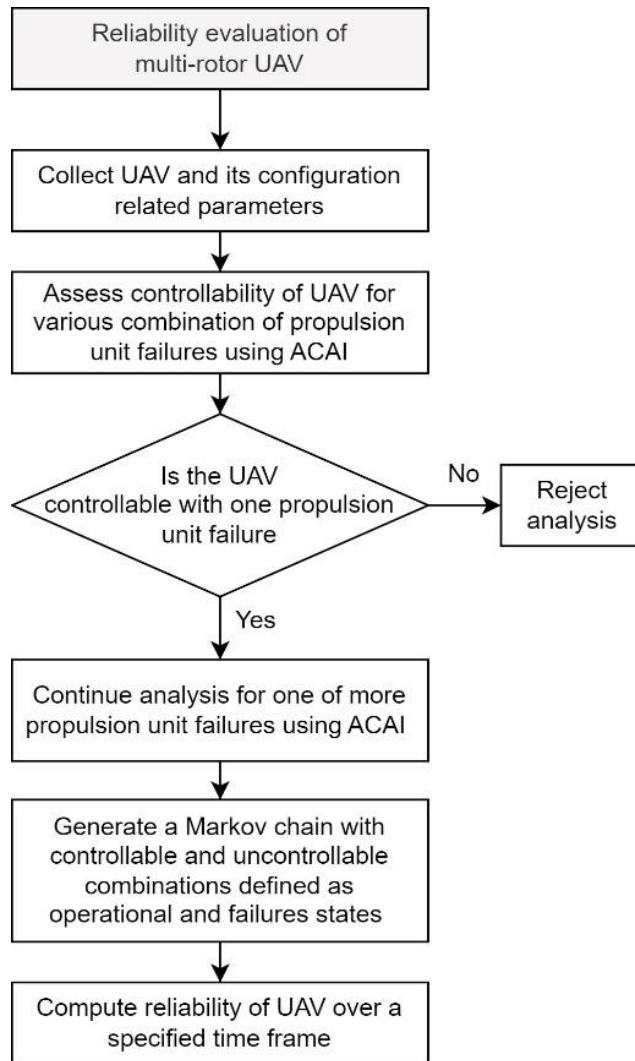 Reliability evaluation of
multi-rotor UAV
Collect UAV and its configuration
related parameters
Assess controllability of UAV for
various combination of propulsion
unit failures using ACAI
Is the UAV
controllable with one propulsion
unit failure
No
Reject
analysis
Yes
Continue analysis for one of more
propulsion unit failures using ACAI
Generate a Markov chain with
controllable and uncontrollable
combinations defined as
operational and failures states
Compute reliability of UAV over a
specified time frame